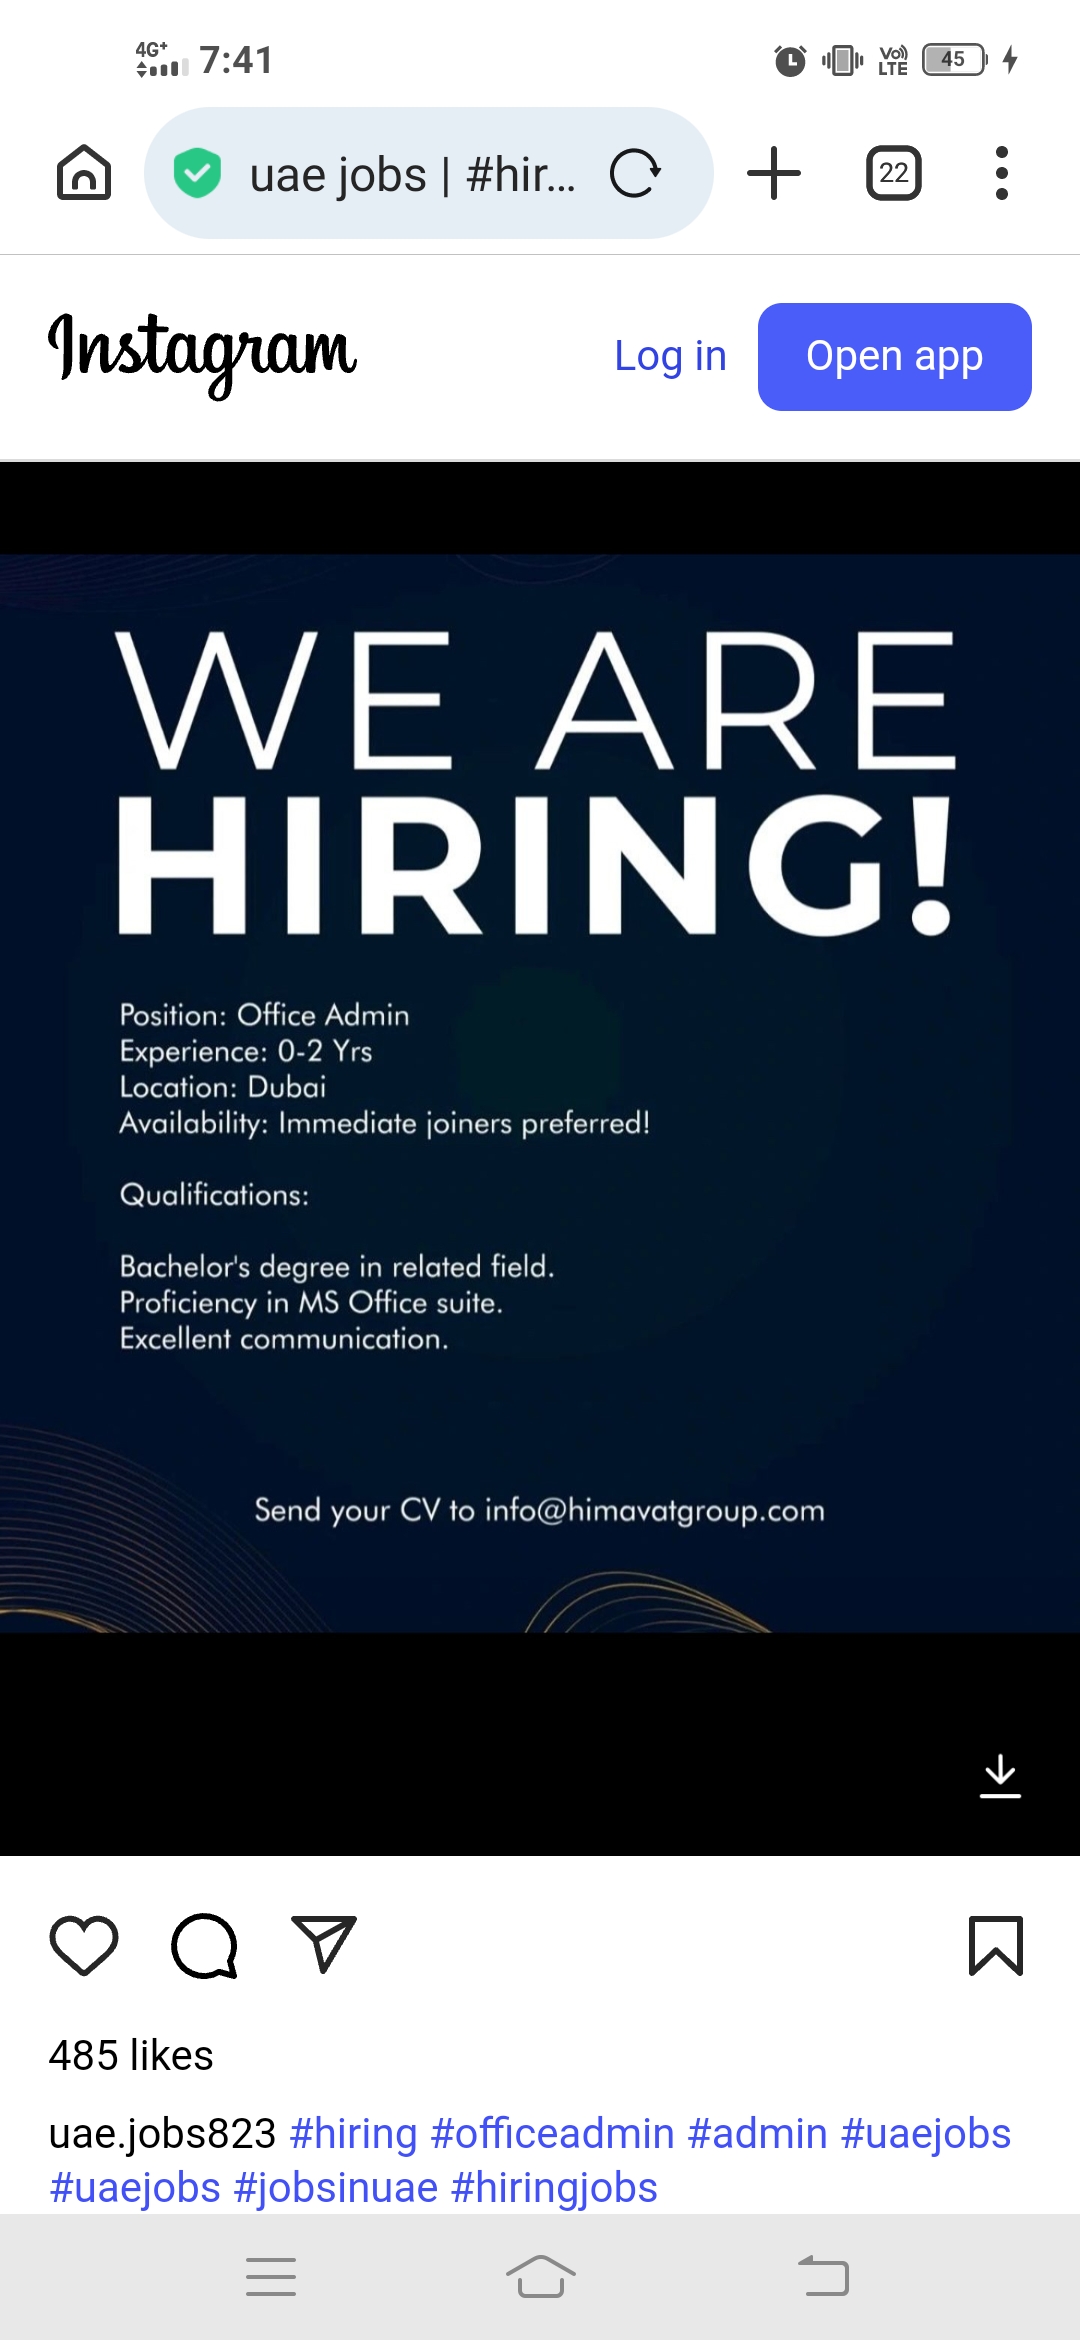 4G+ 7:41 Vo)) LTE 45
uae jobs | #hir... 22
Instagram Log in Open app
WE ARE
HIRING!
Position: Office Admin
Experience: 0-2 Yrs
Location: Dubai
Availability: Immediate joiners preferred!
Qualifications:
Bachelor's degree in related field.
Proficiency in MS Office suite.
Excellent communication.
Send your CV to info@himavatgroup.com
485 likes
uae.jobs823 #hiring #officeadmin #admin #uaejobs
#uaejobs #jobsinuae #hiringjobs